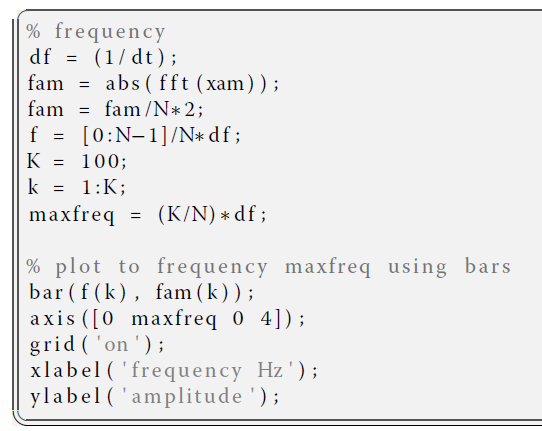 % frequency
df = (1/dt);
fam = abs(fft(xam));
fam = fam/N*2;
f = [0:N−1]/N*df;
K = 100;
k = 1:K;
maxfreq = (K/N)*df;
% plot to frequency maxfreq using bars
bar(f(k), fam(k));
axis([0 maxfreq 0 4]);
grid('on');
xlabel('frequency Hz');
ylabel('amplitude');